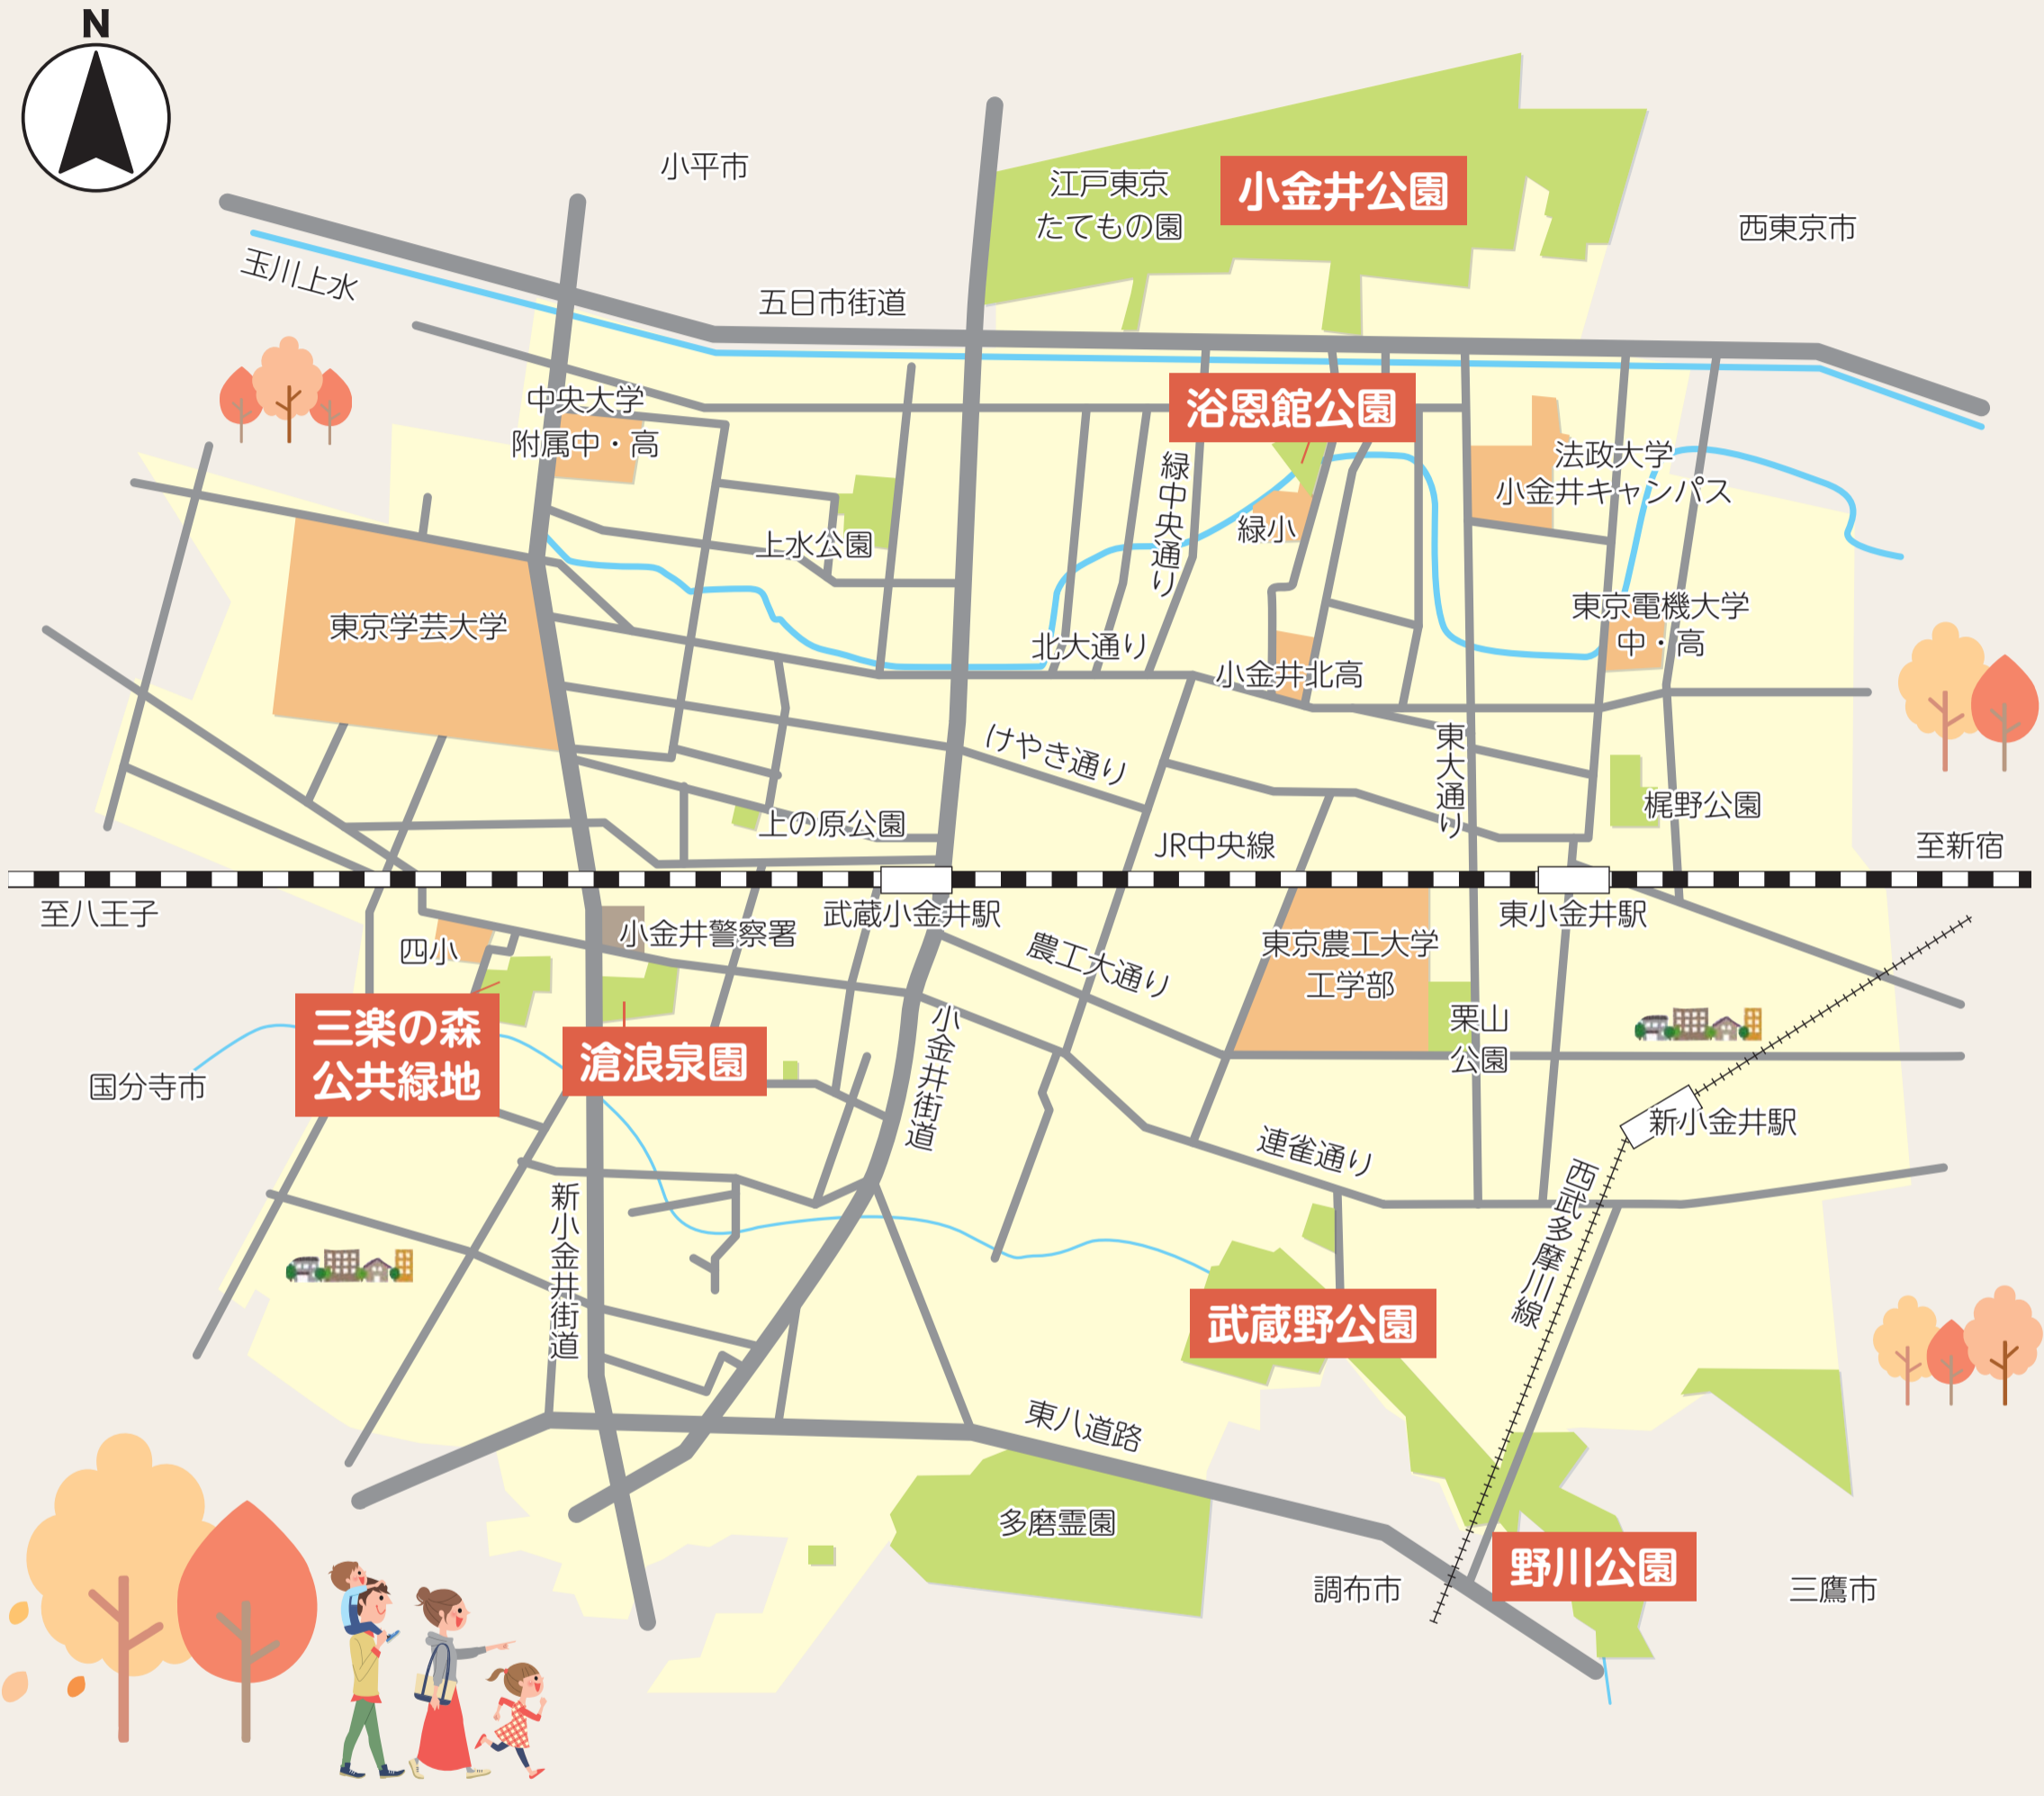 N
小平市
江戸東京
たてもの園
小金井公園
西東京市
玉川上水
五日市街道
中央大学
附属中・高
浴恩館公園
法政大学
小金井キャンパス
緑中央通り
緑小
上水公園
東京学芸大学
東京電機大学
中・高
北大通り
小金井北高
けやき通り
東大通り
梶野公園
上の原公園
JR中央線
至新宿
至八王子
武蔵小金井駅
東小金井駅
四小
小金井警察署
農工大通り
東京農工大学
工学部
栗山
公園
三楽の森
公共緑地
滄浪泉園
小金井街道
国分寺市
新小金井駅
連雀通り
西武多摩川線
新小金井街道
武蔵野公園
東八道路
多磨霊園
調布市
野川公園
三鷹市